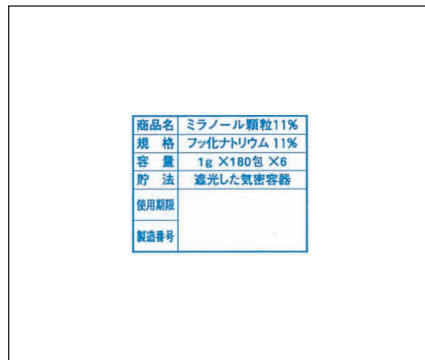 商品名 ミラノール顆粒11%
規 格 フッ化ナトリウム 11%
容 量 1g ×180包 ×6
貯 法 遮光した気密容器
使用期限
製造番号